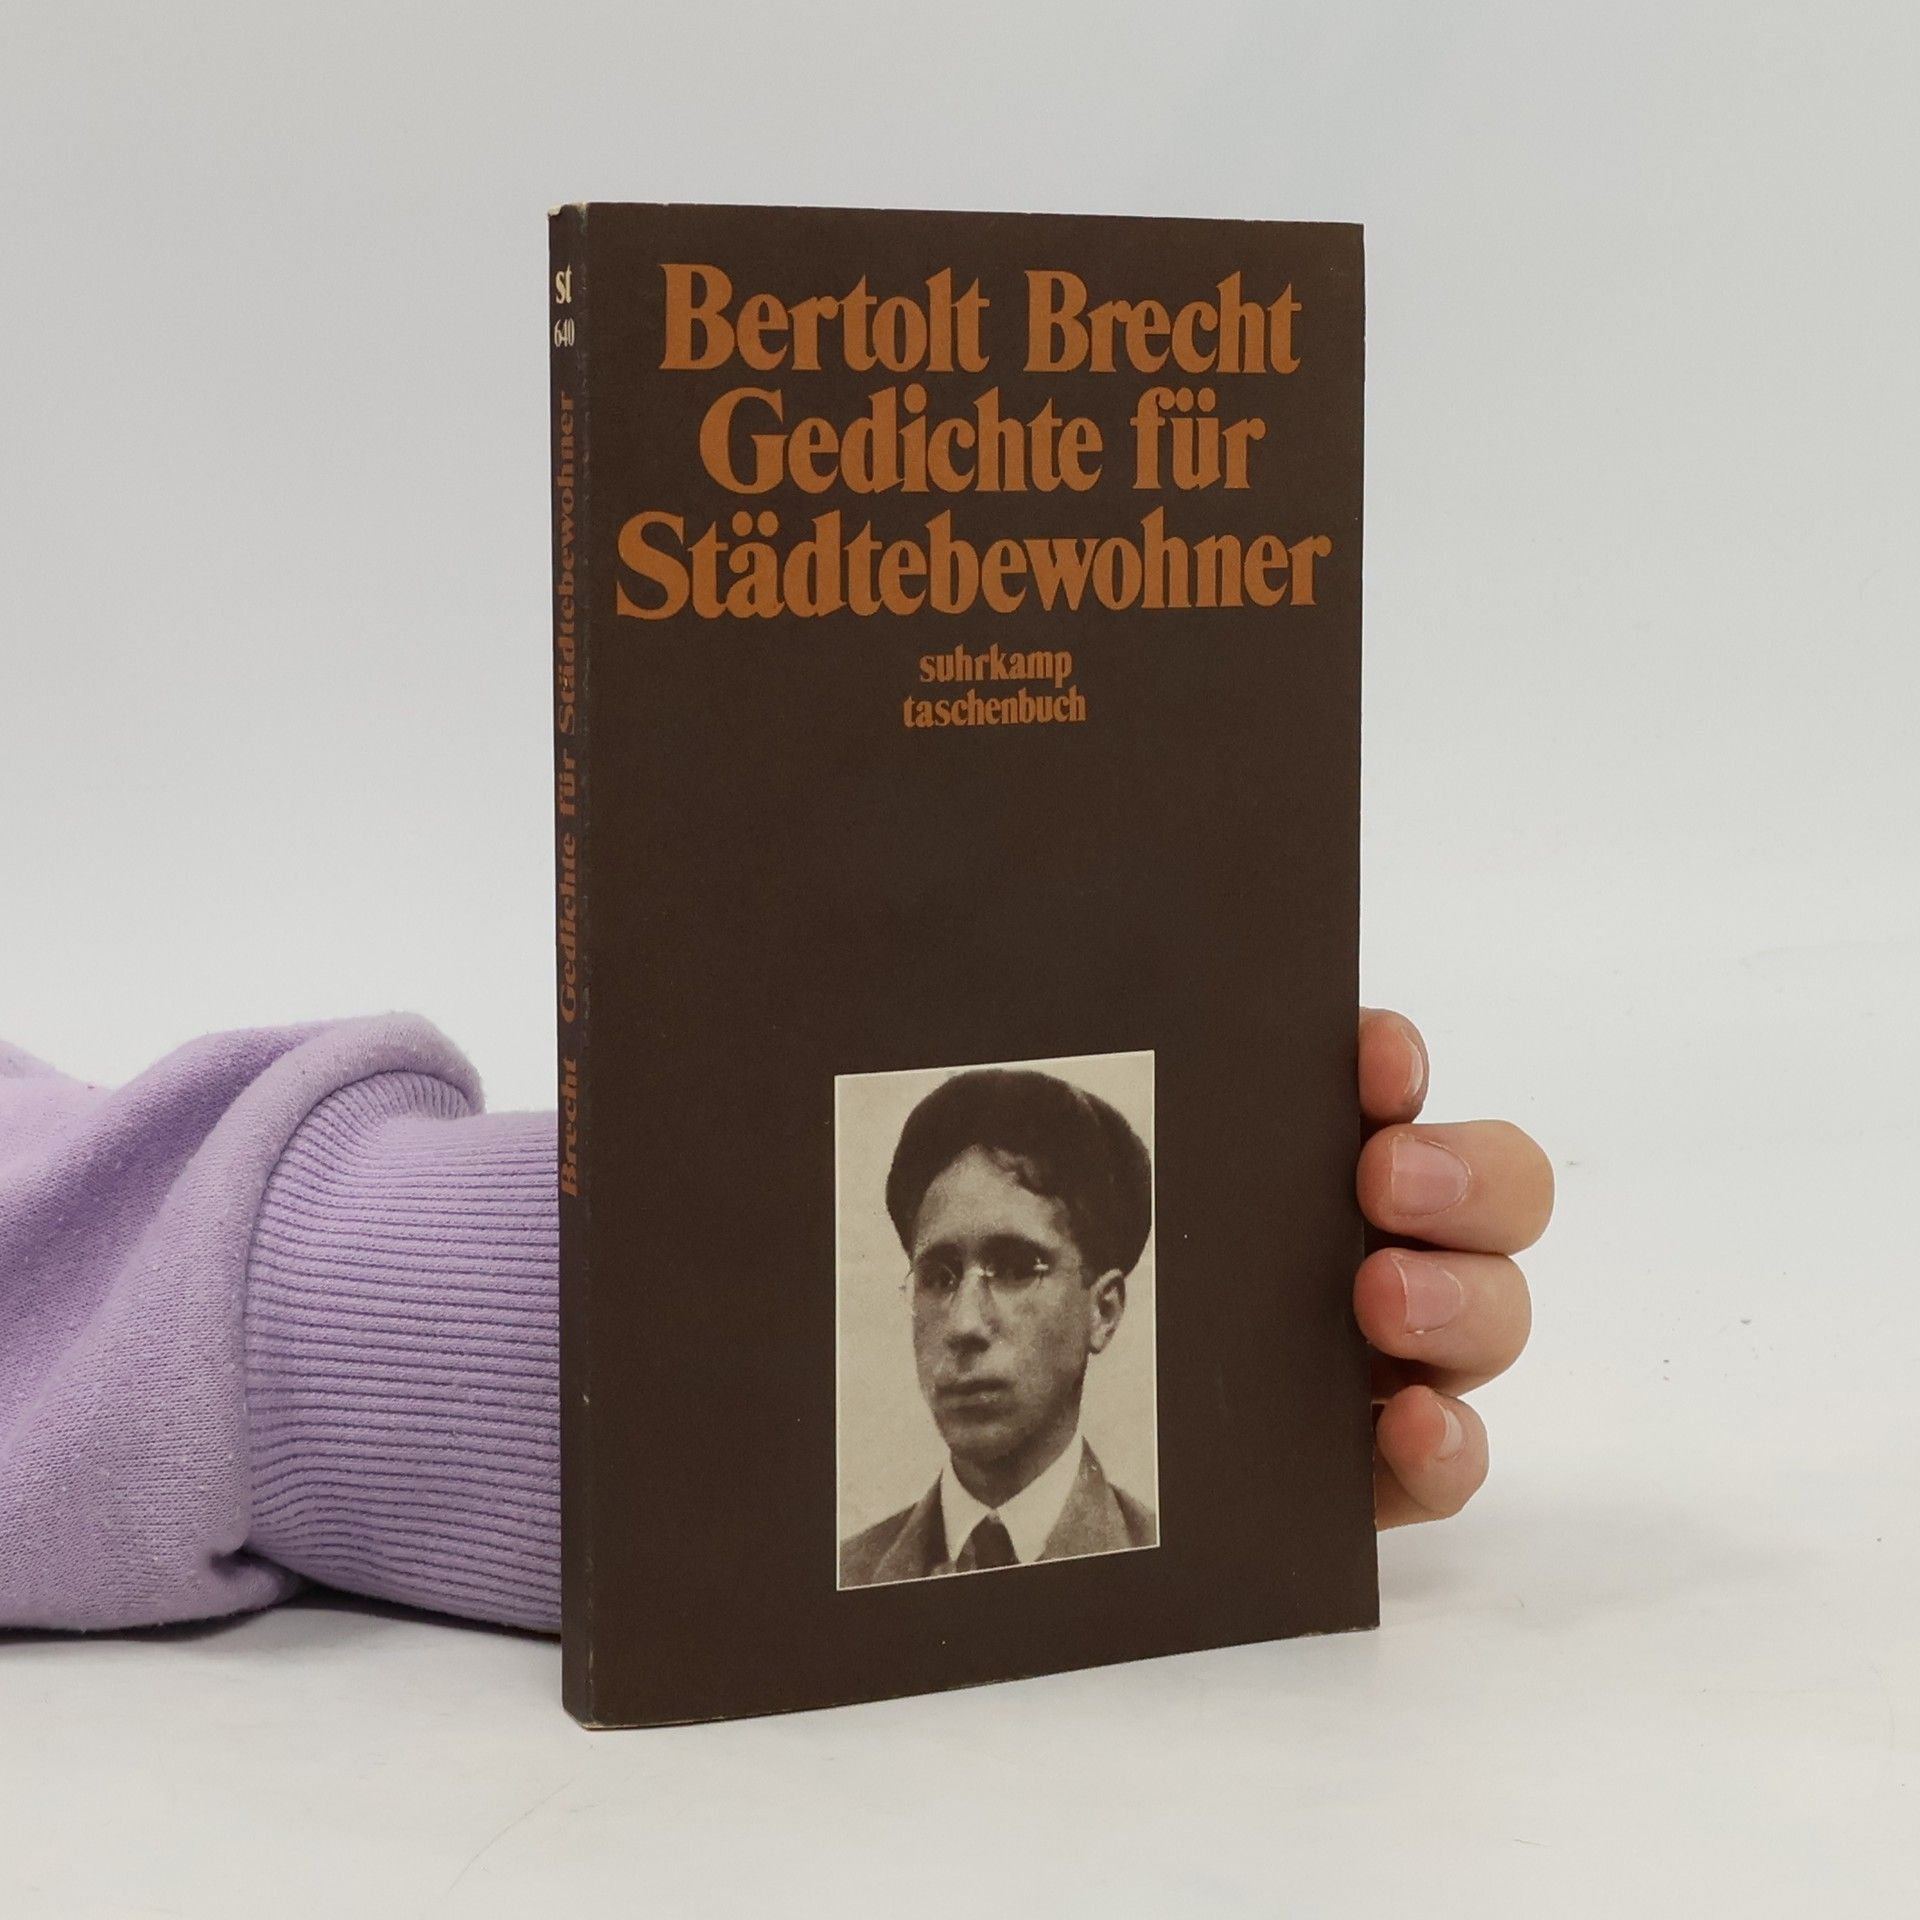 Bertolt Brecht
Gedichte für
Städtebewohner
suhrkamp
taschenbuch
st
640
Brecht Gedichte für Städtebewohner